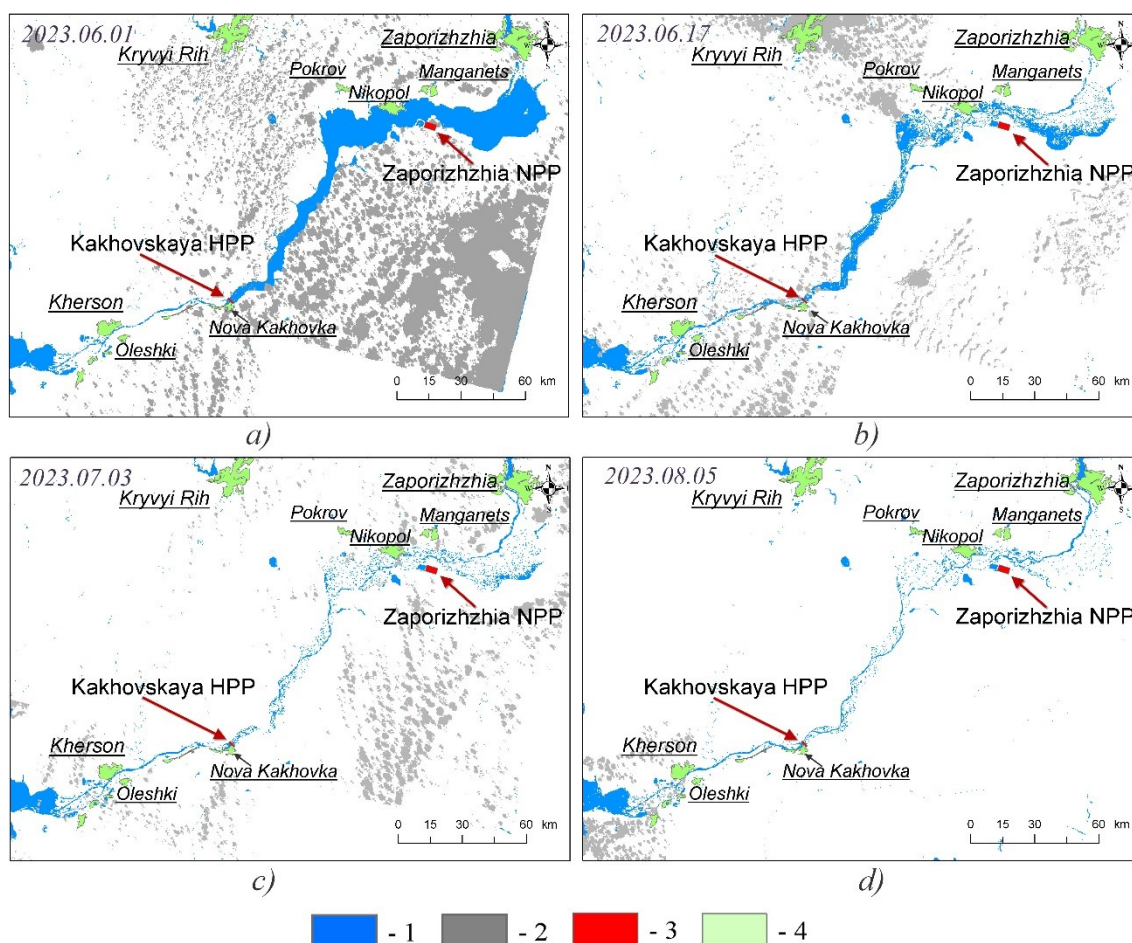 2023.06.01
Zaporizhzhia
N
W
E
S
Kryvyi Rih
Pokrov
Manganets
Nikopol
Zaporizhzhia NPP
Kakhovskaya HPP
Kherson
Nova Kakhovka
Oleshki
0 15 30 60 km
a)
2023.06.17
Zaporizhzhia
N
W
E
S
Kryvyi Rih
Pokrov
Manganets
Nikopol
Zaporizhzhia NPP
Kakhovskaya HPP
Kherson
Nova Kakhovka
Oleshki
0 15 30 60 km
b)
2023.07.03
Zaporizhzhia
N
W
E
S
Kryvyi Rih
Pokrov
Manganets
Nikopol
Zaporizhzhia NPP
Kakhovskaya HPP
Kherson
Nova Kakhovka
Oleshki
0 15 30 60 km
c)
2023.08.05
Zaporizhzhia
N
W
E
S
Kryvyi Rih
Pokrov
Manganets
Nikopol
Zaporizhzhia NPP
Kakhovskaya HPP
Kherson
Nova Kakhovka
Oleshki
0 15 30 60 km
d)
- 1 - 2 - 3 - 4